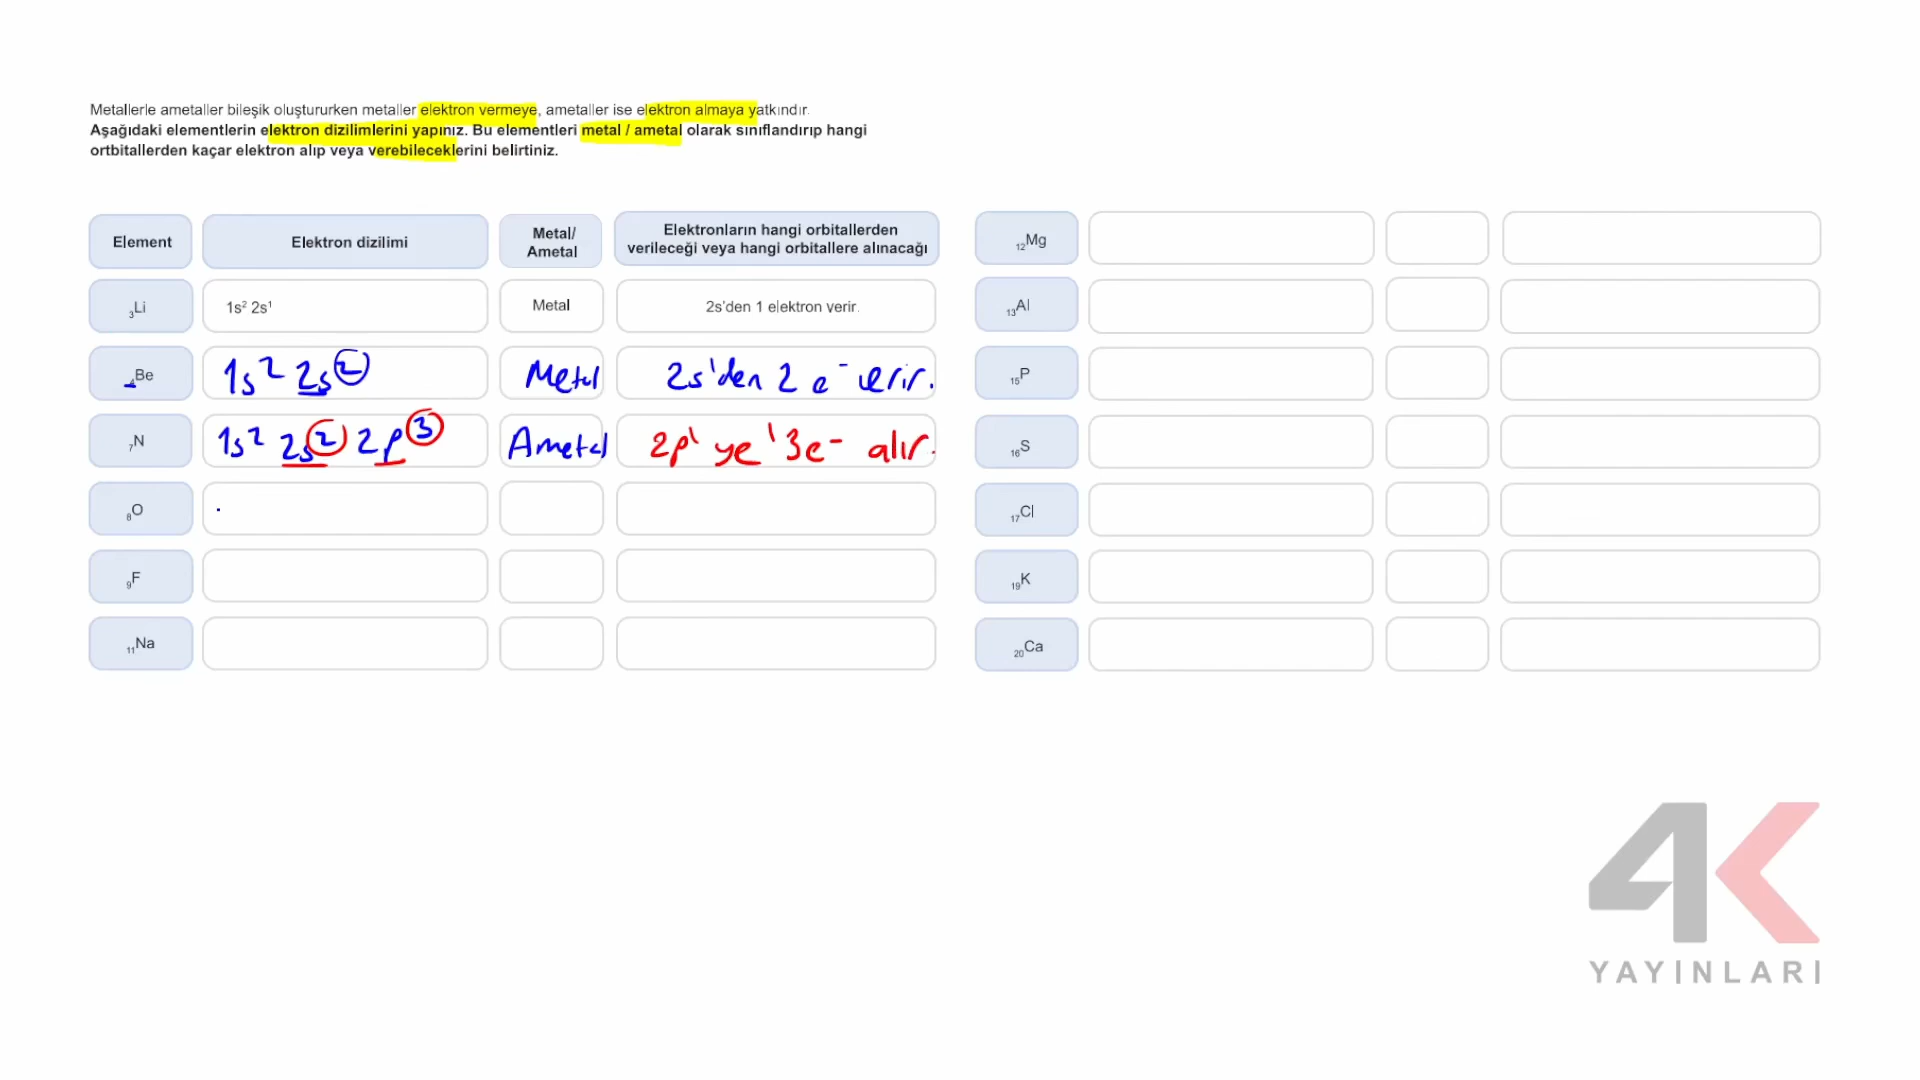 Metallerle ametaller bileşik oluştururken metaller elektron vermeye, ametaller ise elektron almaya yatkındır.
Aşağıdaki elementlerin elektron dizilimlerini yapınız. Bu elementleri metal / ametal olarak sınıflandırıp hangi
ortbitallerden kaçar elektron alıp veya verebileceklerini belirtiniz.
Element
Elektron dizilimi
Metal/
Ametal
Elektronların hangi orbitallerden
verileceği veya hangi orbitallere alınacağı
₃Li
1s² 2s¹
Metal
2s'den 1 elektron verir.
₄Be
1s² 2s²
Metal
2s'den 2 e⁻ verir.
₇N
1s² 2s² 2p³
Ametal
2p'ye 3e⁻ alır.
₈O
₉F
₁₁Na
₁₂Mg
₁₃Al
₁₅P
₁₆S
₁₇Cl
₁₉K
₂₀Ca
4K
YAYINLARI